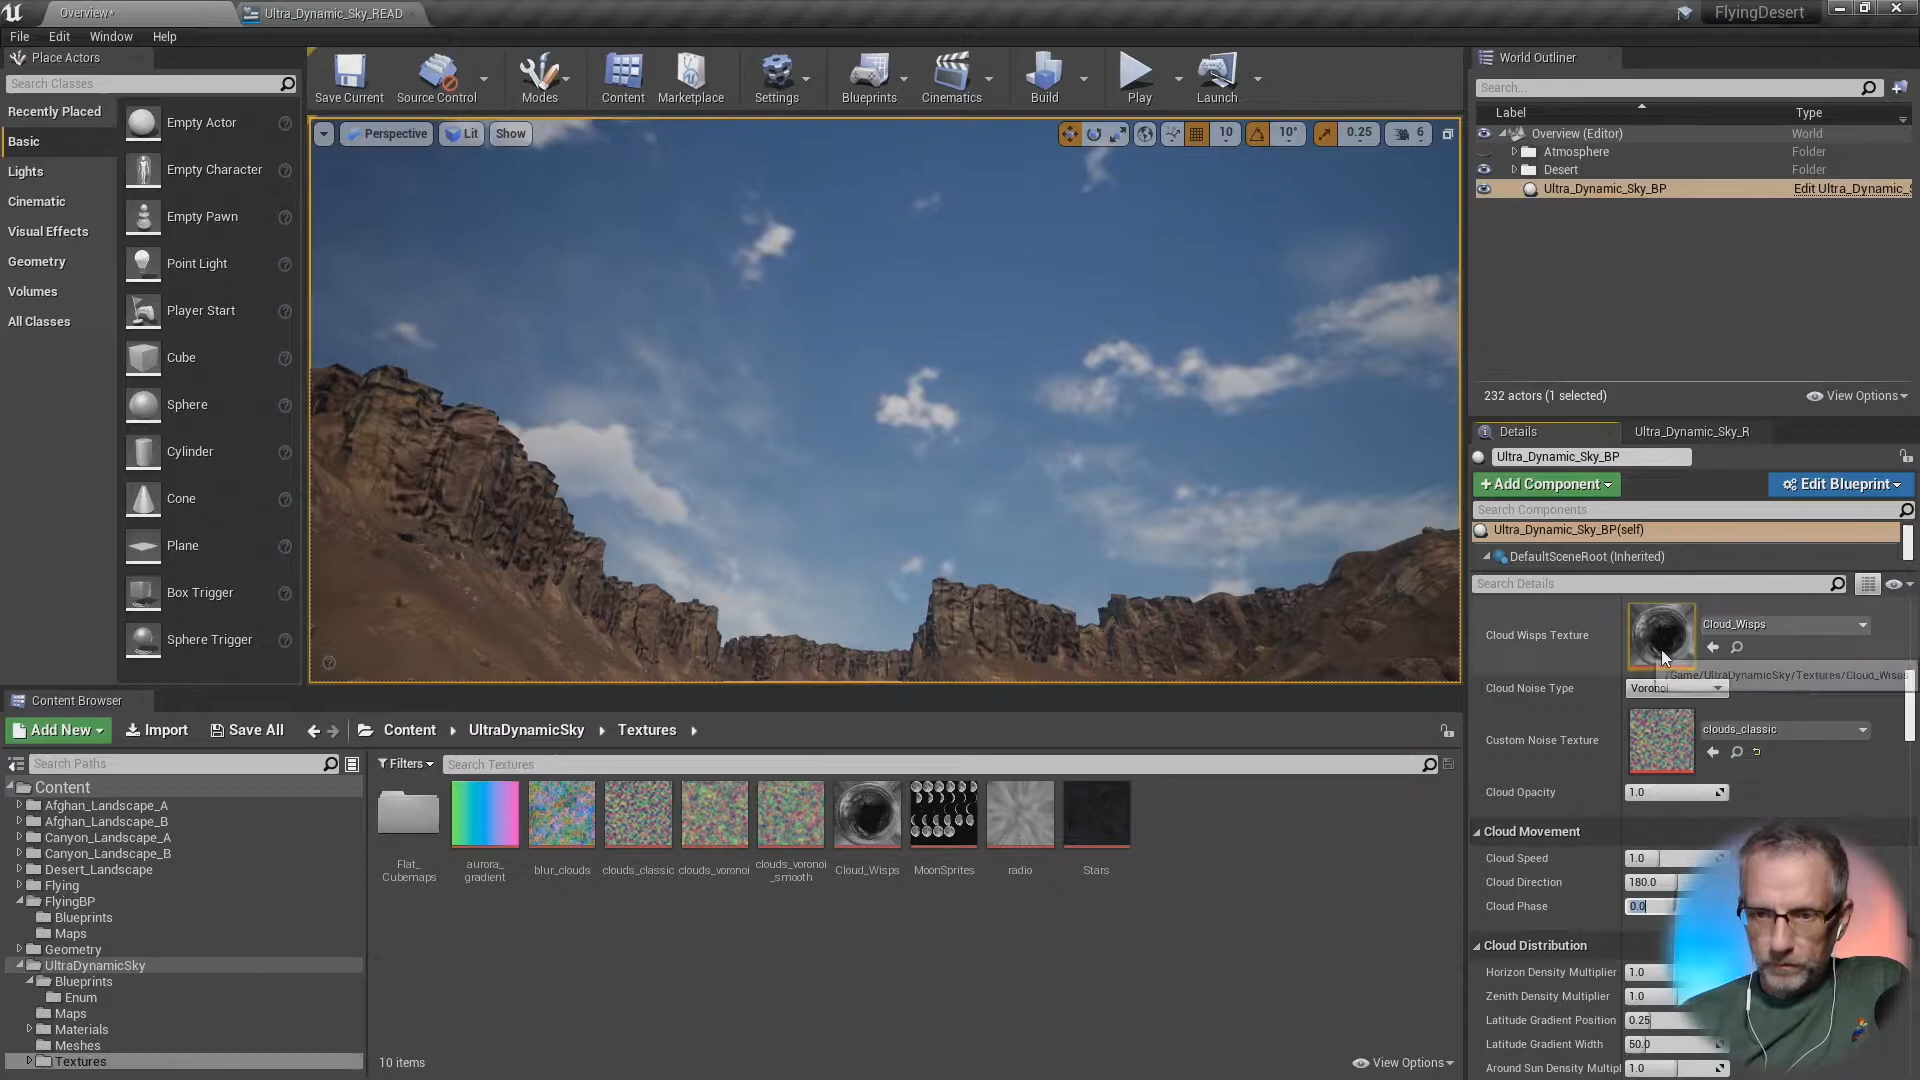 Overview*
Ultra_Dynamic_Sky_READ
FlyingDesert
File Edit Window Help
Place Actors
Search Classes
Recently Placed
Basic
Lights
Cinematic
Visual Effects
Geometry
Volumes
All Classes
Empty Actor
Empty Character
Empty Pawn
Point Light
Player Start
Cube
Sphere
Cylinder
Cone
Plane
Box Trigger
Sphere Trigger
Save Current
Source Control
Modes
Content
Marketplace
Settings
Blueprints
Cinematics
Build
Play
Launch
Perspective Lit Show
10 10° 0.25 6
World Outliner
Search...
Label Type
Overview (Editor) World
Atmosphere Folder
Desert Folder
Ultra_Dynamic_Sky_BP Edit Ultra_Dynamic_S
232 actors (1 selected) View Options
Details Ultra_Dynamic_Sky_R
Ultra_Dynamic_Sky_BP
+Add Component Edit Blueprint
Search Components
Ultra_Dynamic_Sky_BP(self)
DefaultSceneRoot (Inherited)
Search Details
Cloud Wisps Texture Cloud_Wisps
/Game/UltraDynamicSky/Textures/Cloud_Wisps
Cloud Noise Type Voronoi
Custom Noise Texture clouds_classic
Cloud Opacity 1.0
Cloud Movement
Cloud Speed 1.0
Cloud Direction 180.0
Cloud Phase 0.0
Cloud Distribution
Horizon Density Multiplier 1.0
Zenith Density Multiplier 1.0
Latitude Gradient Position 0.25
Latitude Gradient Width 50.0
Around Sun Density Multipl 1.0
Content Browser
Add New Import Save All Content UltraDynamicSky Textures
Search Paths
Filters Search Textures
Content
Afghan_Landscape_A
Afghan_Landscape_B
Canyon_Landscape_A
Canyon_Landscape_B
Desert_Landscape
Flying
FlyingBP
Blueprints
Maps
Geometry
UltraDynamicSky
Blueprints
Enum
Maps
Materials
Meshes
Textures
Flat_
Cubemaps
aurora_
gradient
blur_clouds
clouds_classic
clouds_voronoi
clouds_voronoi
_smooth
Cloud_Wisps
MoonSprites
radio
Stars
10 items View Options